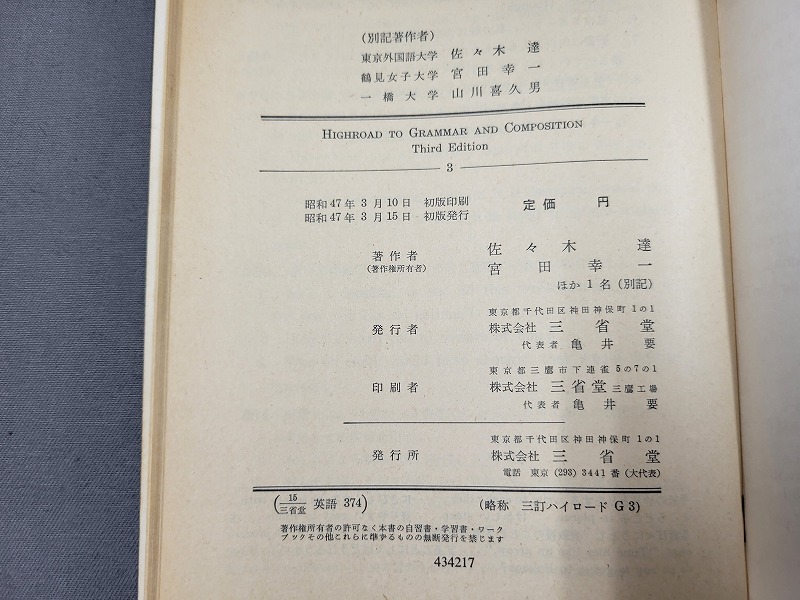 (別記著作者)
東京外国語大学 佐々木 達
鶴見女子大学 宮田幸一
一橋大学 山川喜久男
HIGHROAD TO GRAMMAR AND COMPOSITION
Third Edition
3
昭和47年3月10日 初版印刷
昭和47年3月15日 初版発行
定価 円
著作者 佐々木 達
(著作権所有者) 宮田幸一
ほか1名(別記)
東京都千代田区神田神保町1の1
発行者 株式会社 三省堂
代表者 亀井 要
東京都三鷹市下連雀5の7の1
印刷者 株式会社 三省堂 三鷹工場
代表者 亀井 要
東京都千代田区神田神保町1の1
発行所 株式会社 三省堂
電話 東京(293)3441番(大代表)
(15/三省堂 英語374) (略称 三訂ハイロードG3)
著作権所有者の許可なく本書の自習書・学習書・ワーク
ブックその他これらに準ずるものの無断発行を禁じます
434217